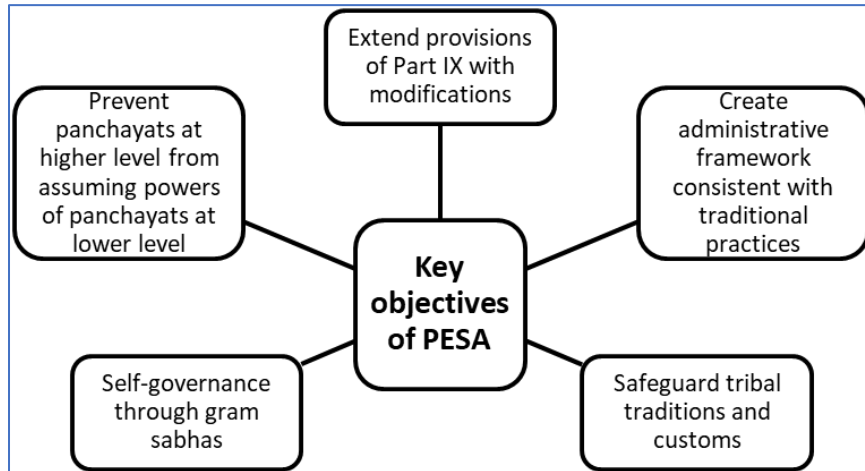 Extend provisions
of Part IX with
modifications
Prevent
panchayats at
higher level from
assuming powers
of panchayats at
lower level
Create
administrative
framework
consistent with
traditional
practices
Key
objectives
of PESA
Self-governance
through gram
sabhas
Safeguard tribal
traditions and
customs